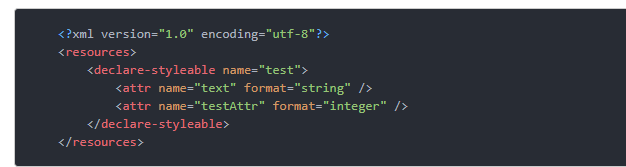 <?xml version="1.0" encoding="utf-8"?>
<resources>
    <declare-styleable name="test">
        <attr name="text" format="string" />
        <attr name="testAttr" format="integer" />
    </declare-styleable>
</resources>